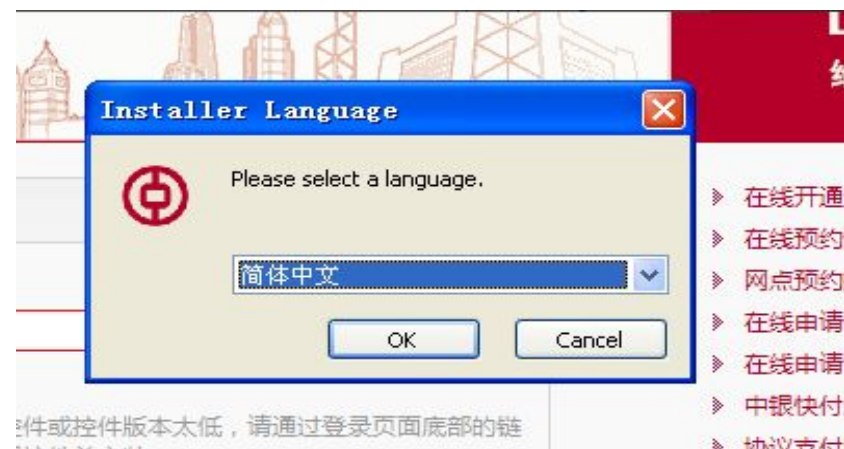 Installer Language
Please select a language.
简体中文
OK
Cancel
在线开通
在线预约
网点预约
在线申请
在线申请
中银快付
协议支付
控件或控件版本太低，请通过登录页面底部的链